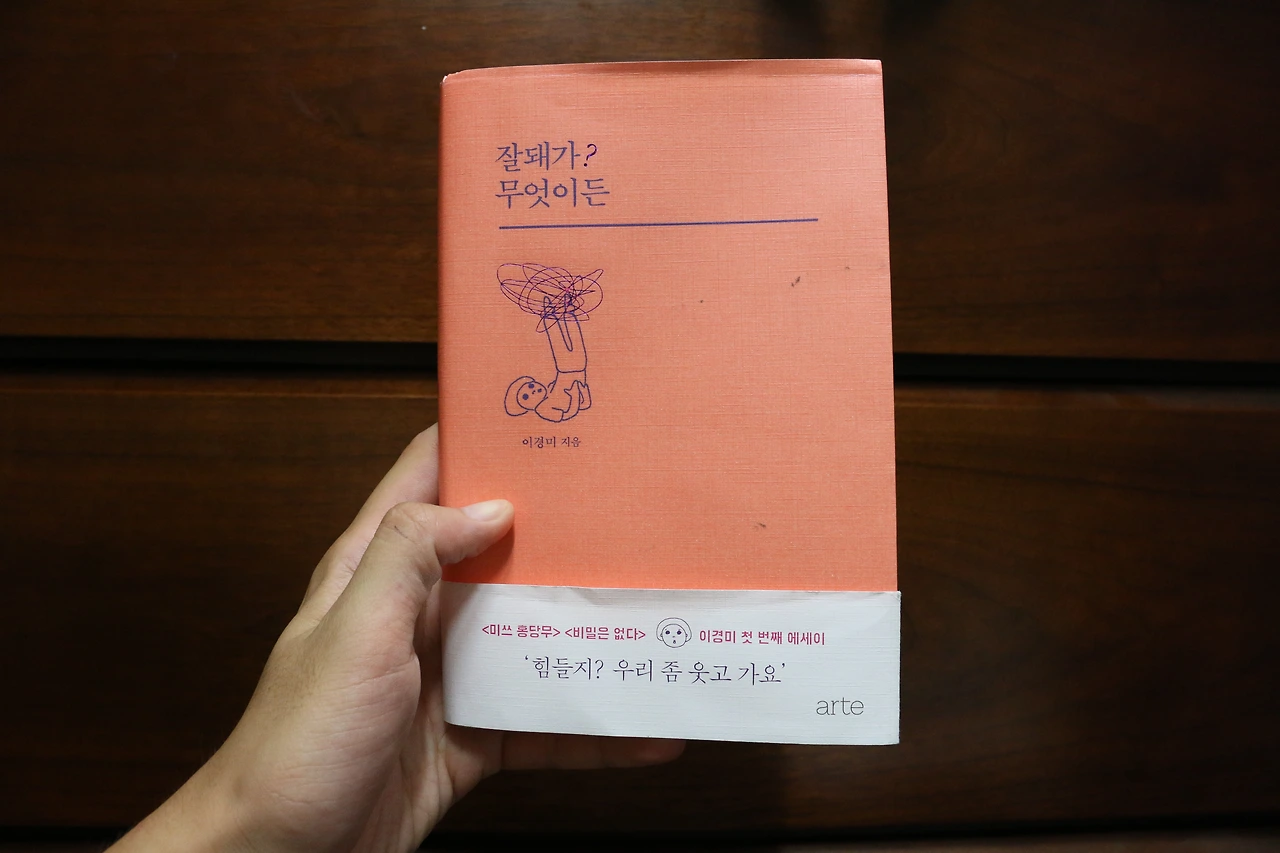 잘돼가?
무엇이든
이경미 지음
<미쓰 홍당무> <비밀은 없다> 이경미 첫 번째 에세이
'힘들지? 우리 좀 웃고 가요'
arte